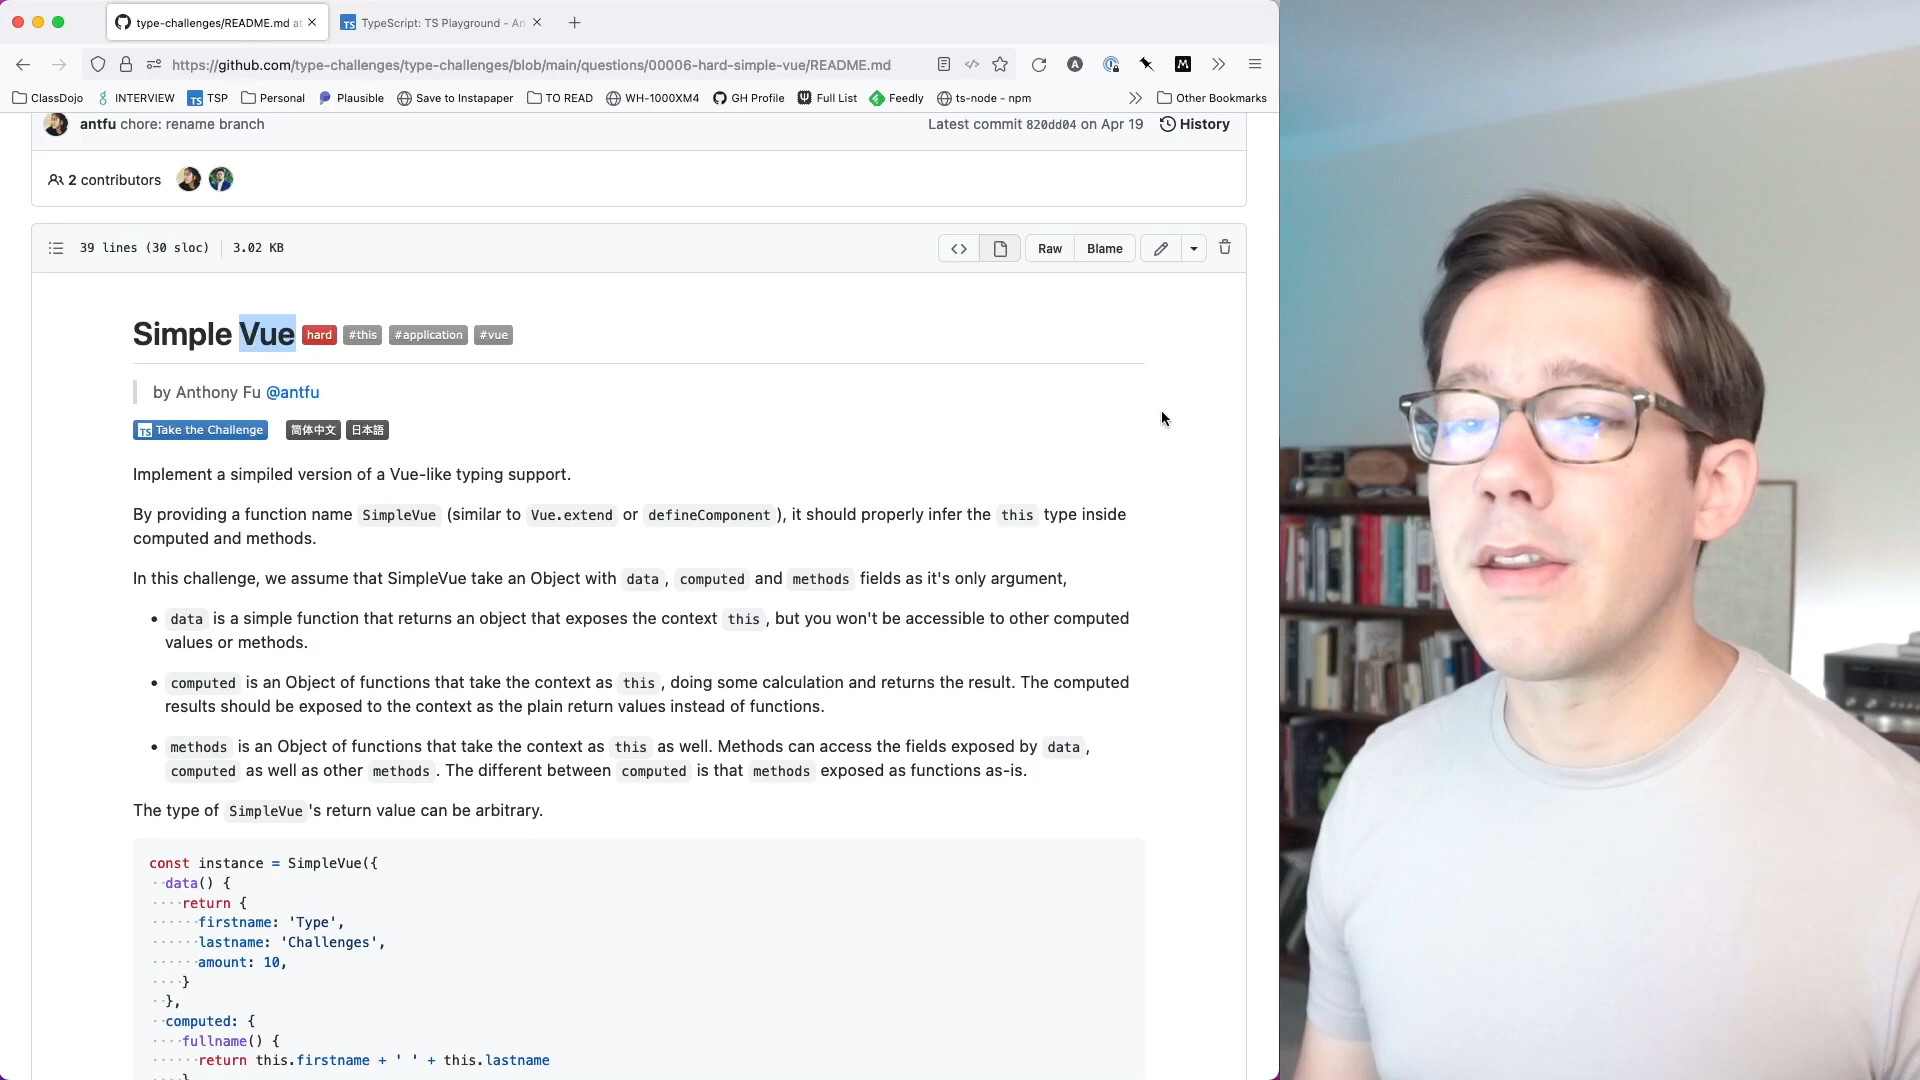 type-challenges/README.md at
TypeScript: TS Playground - An
https://github.com/type-challenges/type-challenges/blob/main/questions/00006-hard-simple-vue/README.md
ClassDojo INTERVIEW TSP Personal Plausible Save to Instapaper TO READ WH-1000XM4 GH Profile Full List Feedly ts-node - npm Other Bookmarks
antfu chore: rename branch
Latest commit 820dd04 on Apr 19 History
2 contributors
39 lines (30 sloc) 3.02 KB
Raw Blame
Simple Vue hard #this #application #vue
by Anthony Fu @antfu
TS Take the Challenge 简体中文 日本語
Implement a simpiled version of a Vue-like typing support.
By providing a function name SimpleVue (similar to Vue.extend or defineComponent), it should properly infer the this type inside
computed and methods.
In this challenge, we assume that SimpleVue take an Object with data, computed and methods fields as it's only argument,
• data is a simple function that returns an object that exposes the context this, but you won't be accessible to other computed
values or methods.
• computed is an Object of functions that take the context as this, doing some calculation and returns the result. The computed
results should be exposed to the context as the plain return values instead of functions.
• methods is an Object of functions that take the context as this as well. Methods can access the fields exposed by data,
computed as well as other methods. The different between computed is that methods exposed as functions as-is.
The type of SimpleVue's return value can be arbitrary.
const instance = SimpleVue({
··data() {
····return {
······firstname: 'Type',
······lastname: 'Challenges',
······amount: 10,
····}
··},
··computed: {
····fullname() {
······return this.firstname + ' ' + this.lastname
····}